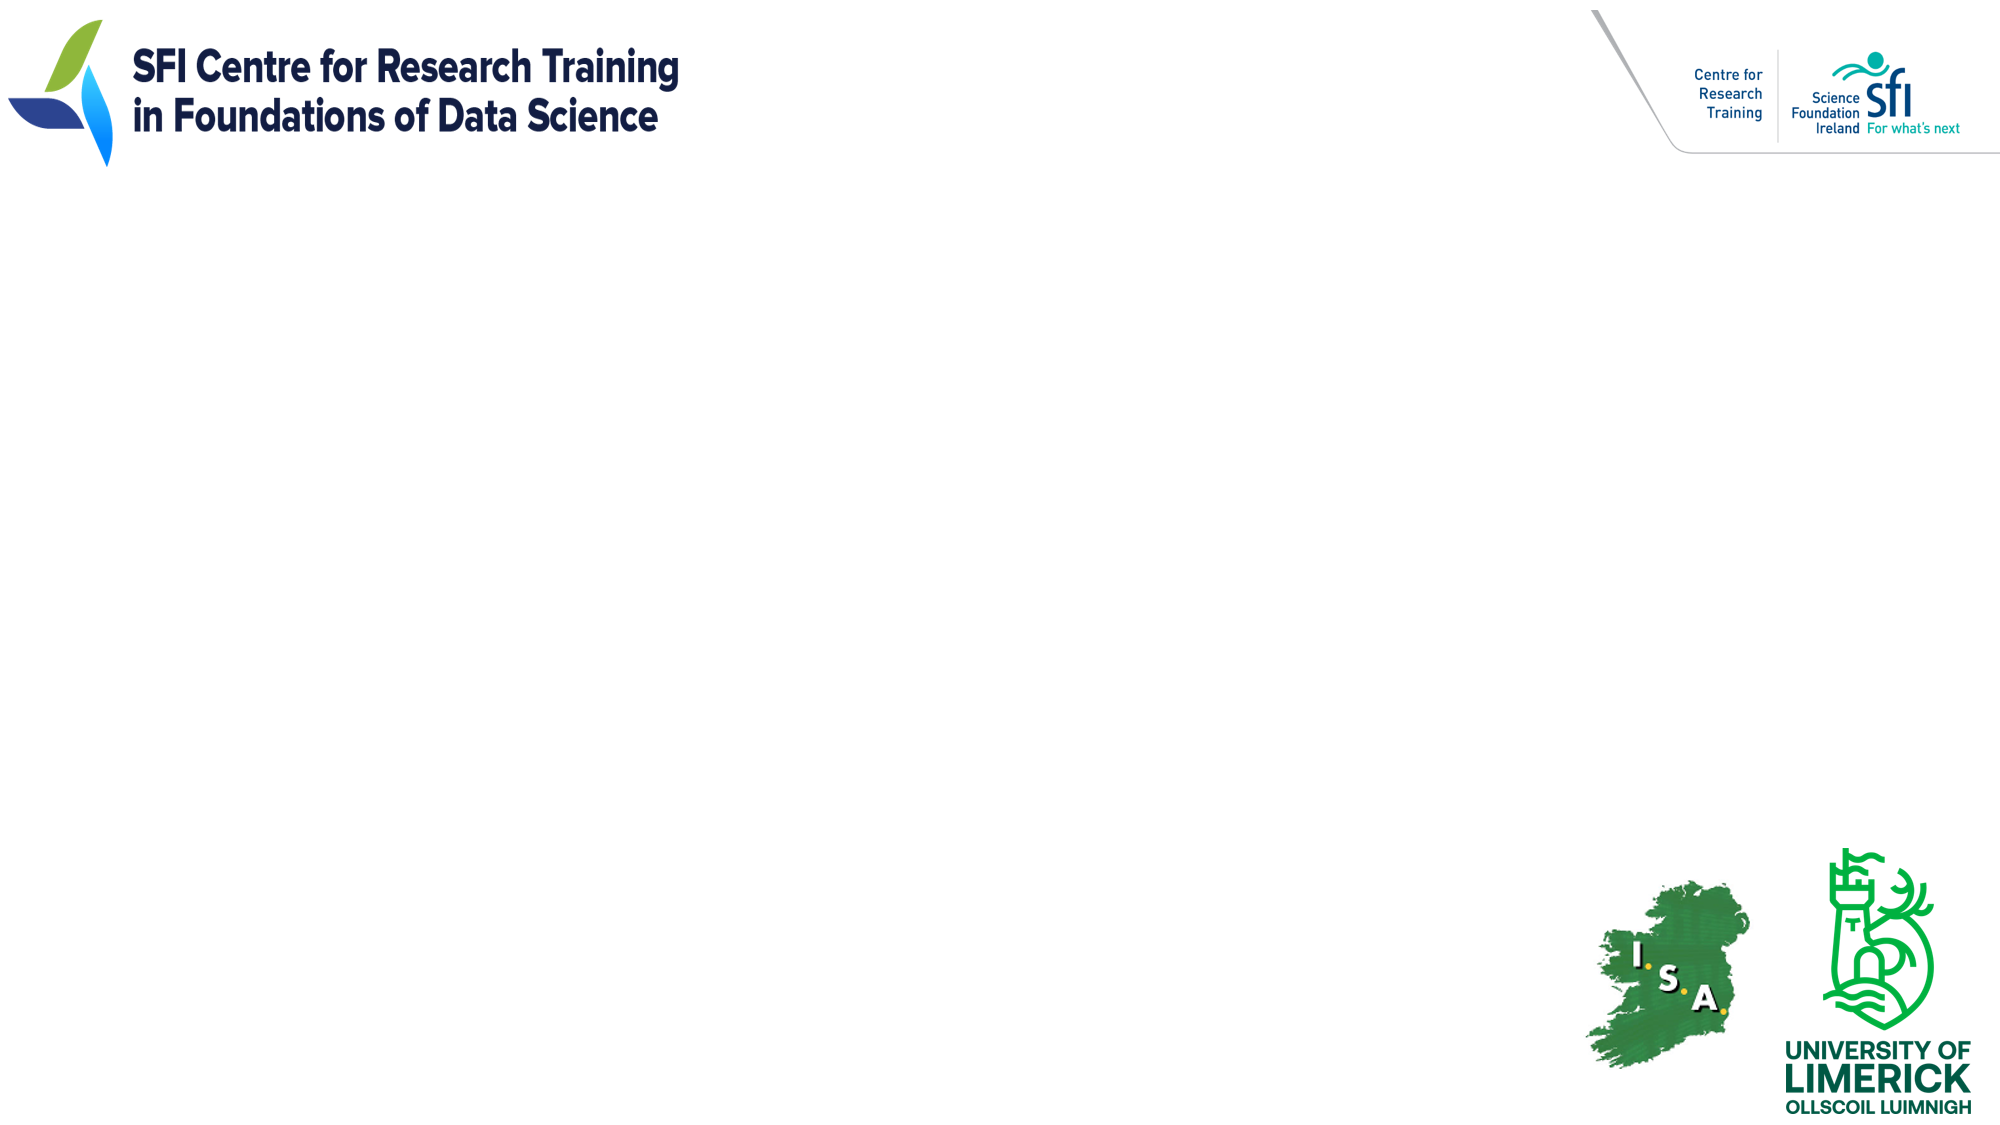 SFI Centre for Research Training
in Foundations of Data Science
Centre for
Research
Training
Science
Foundation
Ireland
sfi
For what's next
I.S.A.
UNIVERSITY OF
LIMERICK
OLLSCOIL LUIMNIGH